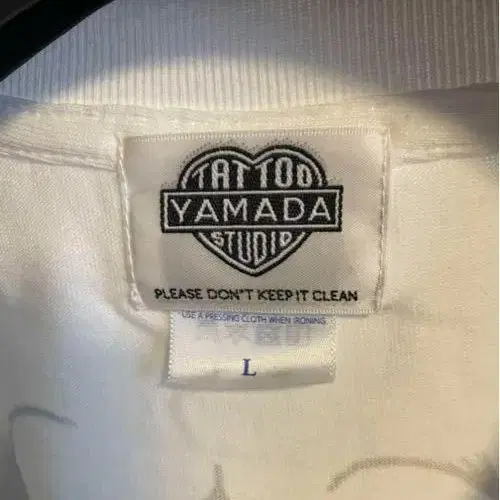 TATTOO
YAMADA
STUDIO
PLEASE DON'T KEEP IT CLEAN
USE A PRESSING CLOTH WHEN IRONING
L